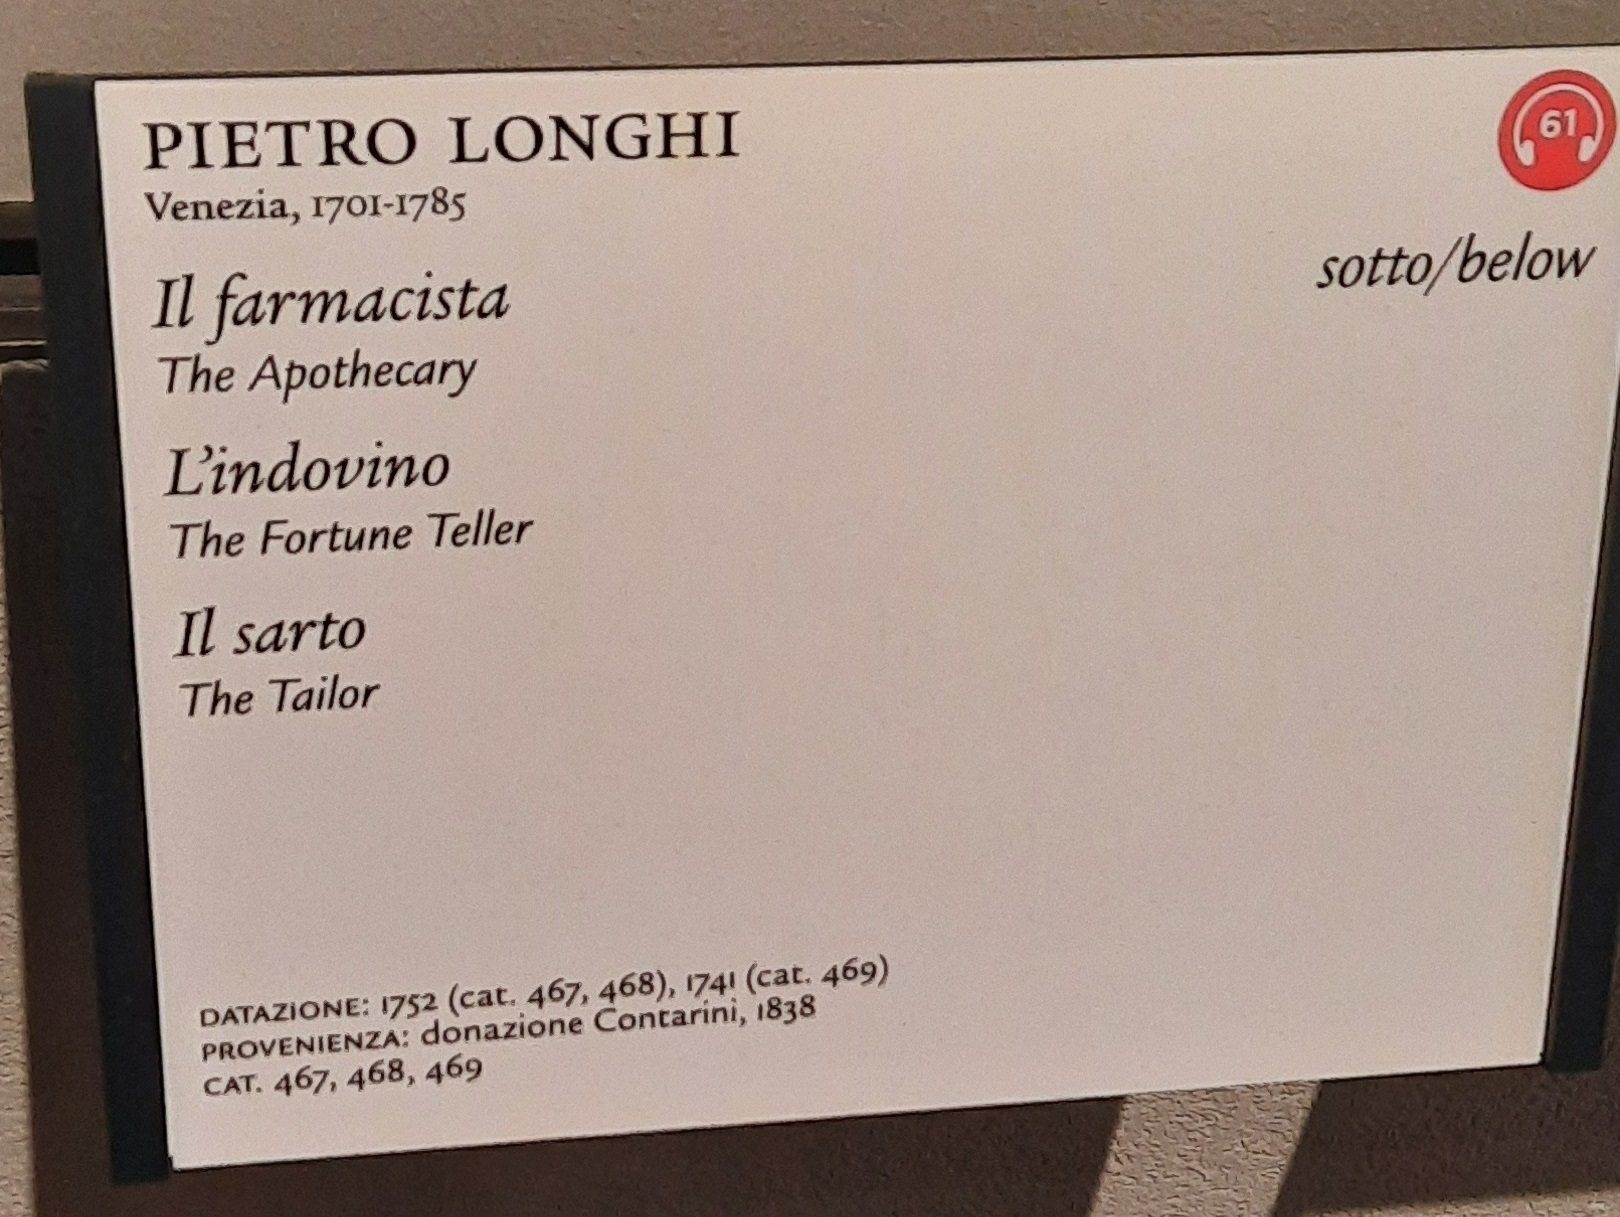 PIETRO LONGHI
Venezia, 1701-1785
61
sotto/below
Il farmacista
The Apothecary
L'indovino
The Fortune Teller
Il sarto
The Tailor
DATAZIONE: 1752 (cat. 467, 468), 1741 (cat. 469)
PROVENIENZA: donazione Contarini, 1838
CAT. 467, 468, 469